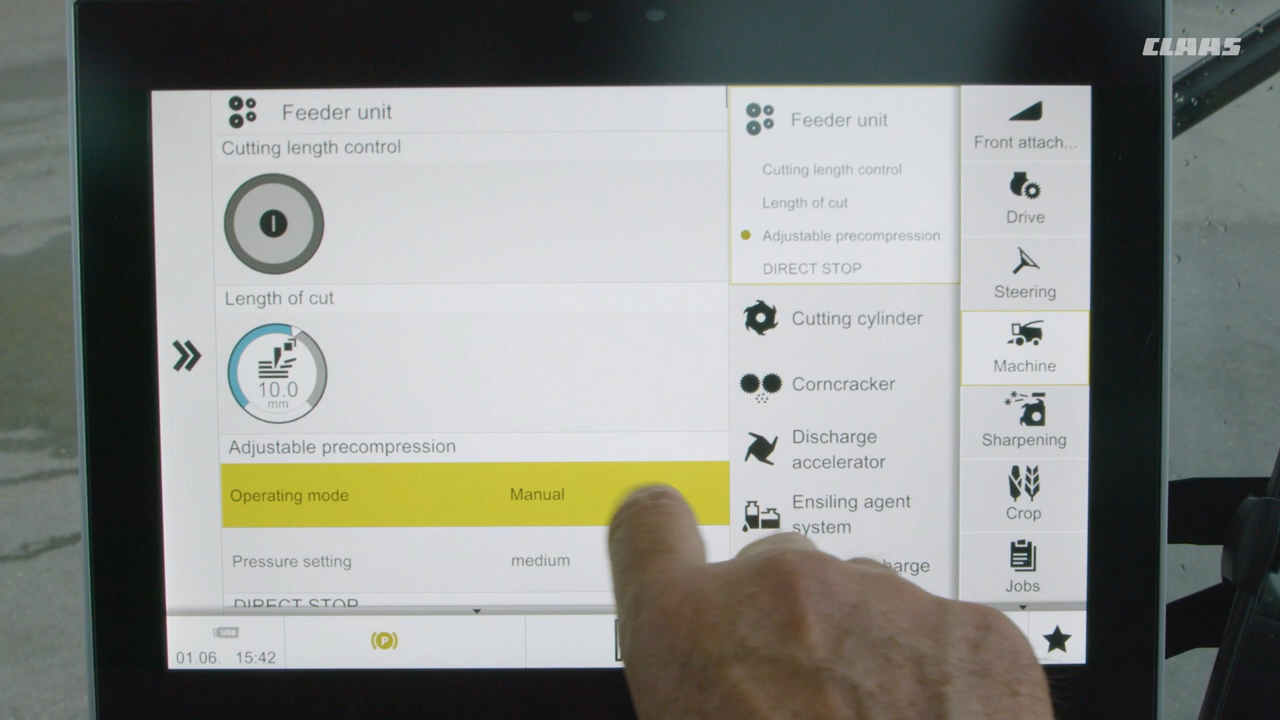 CLAAS
Feeder unit
Cutting length control
Length of cut
10.0
mm
Adjustable precompression
Operating mode Manual
Pressure setting medium
DIRECT STOP
Feeder unit
Cutting length control
Length of cut
Adjustable precompression
DIRECT STOP
Cutting cylinder
Corncracker
Discharge
accelerator
Ensiling agent
system
Front attach...
Drive
Steering
Machine
Sharpening
Crop
Jobs
USB
01.06. 15:42
P